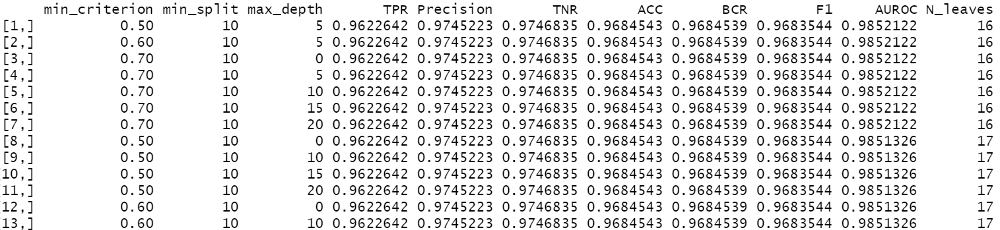 min_criterion min_split max_depth TPR Precision TNR ACC BCR F1 AUROC N_leaves
[1,] 0.50 10 5 0.9622642 0.9745223 0.9746835 0.9684543 0.9684539 0.9683544 0.9852122 16
[2,] 0.60 10 5 0.9622642 0.9745223 0.9746835 0.9684543 0.9684539 0.9683544 0.9852122 16
[3,] 0.70 10 0 0.9622642 0.9745223 0.9746835 0.9684543 0.9684539 0.9683544 0.9852122 16
[4,] 0.70 10 5 0.9622642 0.9745223 0.9746835 0.9684543 0.9684539 0.9683544 0.9852122 16
[5,] 0.70 10 10 0.9622642 0.9745223 0.9746835 0.9684543 0.9684539 0.9683544 0.9852122 16
[6,] 0.70 10 15 0.9622642 0.9745223 0.9746835 0.9684543 0.9684539 0.9683544 0.9852122 16
[7,] 0.70 10 20 0.9622642 0.9745223 0.9746835 0.9684543 0.9684539 0.9683544 0.9852122 16
[8,] 0.50 10 0 0.9622642 0.9745223 0.9746835 0.9684543 0.9684539 0.9683544 0.9851326 17
[9,] 0.50 10 10 0.9622642 0.9745223 0.9746835 0.9684543 0.9684539 0.9683544 0.9851326 17
[10,] 0.50 10 15 0.9622642 0.9745223 0.9746835 0.9684543 0.9684539 0.9683544 0.9851326 17
[11,] 0.50 10 20 0.9622642 0.9745223 0.9746835 0.9684543 0.9684539 0.9683544 0.9851326 17
[12,] 0.60 10 0 0.9622642 0.9745223 0.9746835 0.9684543 0.9684539 0.9683544 0.9851326 17
[13,] 0.60 10 10 0.9622642 0.9745223 0.9746835 0.9684543 0.9684539 0.9683544 0.9851326 17